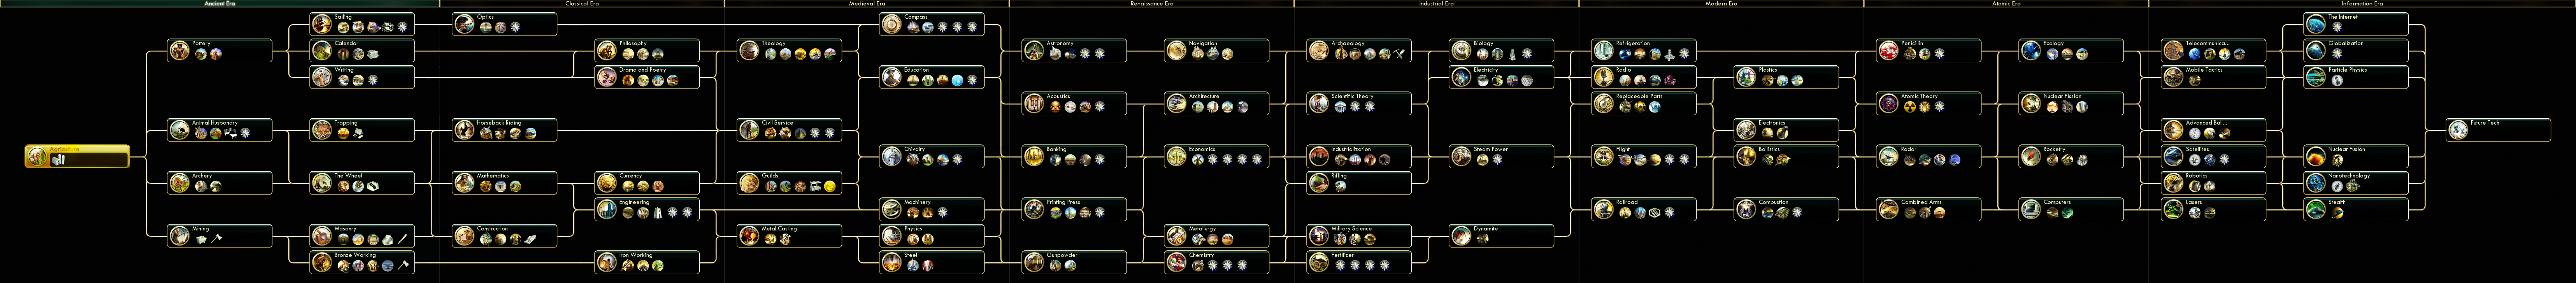 Ancient Era
Classical Era
Medieval Era
Renaissance Era
Industrial Era
Modern Era
Atomic Era
Information Era
Agriculture
Pottery
Animal Husbandry
Archery
Mining
Sailing
Calendar
Writing
Trapping
The Wheel
Masonry
Bronze Working
Optics
Horseback Riding
Mathematics
Construction
Philosophy
Drama and Poetry
Currency
Engineering
Iron Working
Theology
Civil Service
Guilds
Metal Casting
Compass
Education
Chivalry
Machinery
Physics
Steel
Astronomy
Acoustics
Banking
Printing Press
Gunpowder
Navigation
Architecture
Economics
Metallurgy
Chemistry
Archaeology
Scientific Theory
Industrialization
Rifling
Military Science
Fertilizer
Biology
Electricity
Steam Power
Dynamite
Refrigeration
Radio
Replaceable Parts
Flight
Railroad
Plastics
Electronics
Ballistics
Combustion
Penicillin
Atomic Theory
Radar
Combined Arms
Ecology
Nuclear Fission
Rocketry
Computers
Telecommunica...
Mobile Tactics
Advanced Ball...
Satellites
Robotics
Lasers
The Internet
Globalization
Particle Physics
Nuclear Fusion
Nanotechnology
Stealth
Future Tech